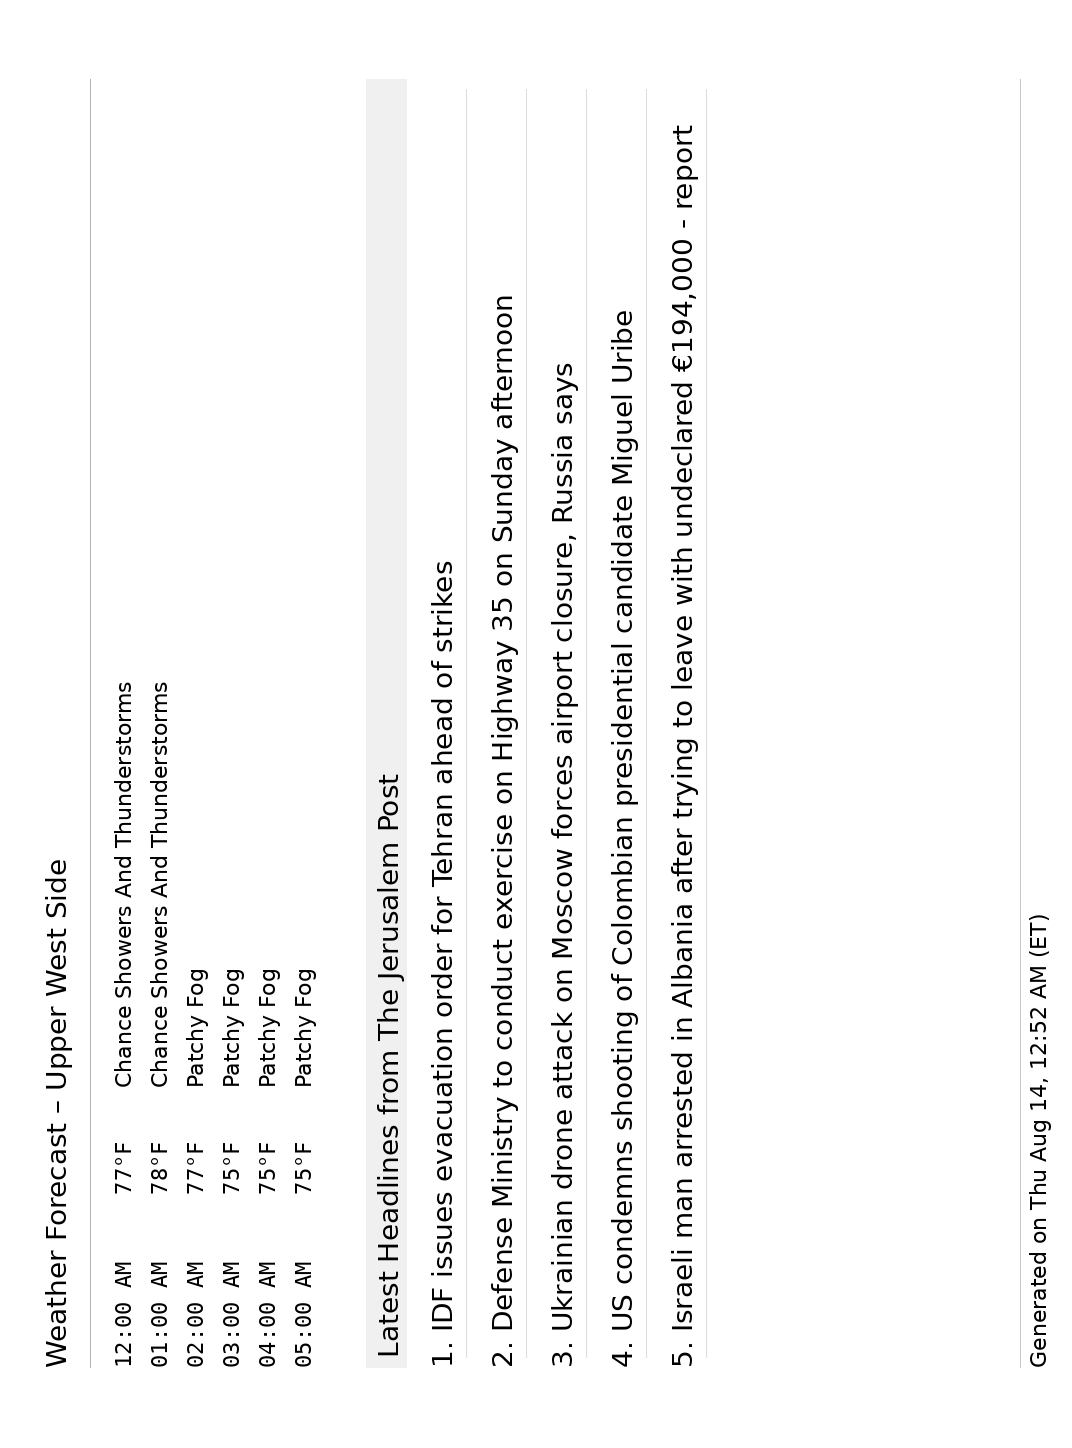 Weather Forecast – Upper West Side
12:00 AM 77°F Chance Showers And Thunderstorms
01:00 AM 78°F Chance Showers And Thunderstorms
02:00 AM 77°F Patchy Fog
03:00 AM 75°F Patchy Fog
04:00 AM 75°F Patchy Fog
05:00 AM 75°F Patchy Fog
Latest Headlines from The Jerusalem Post
1. IDF issues evacuation order for Tehran ahead of strikes
2. Defense Ministry to conduct exercise on Highway 35 on Sunday afternoon
3. Ukrainian drone attack on Moscow forces airport closure, Russia says
4. US condemns shooting of Colombian presidential candidate Miguel Uribe
5. Israeli man arrested in Albania after trying to leave with undeclared €194,000 - report
Generated on Thu Aug 14, 12:52 AM (ET)